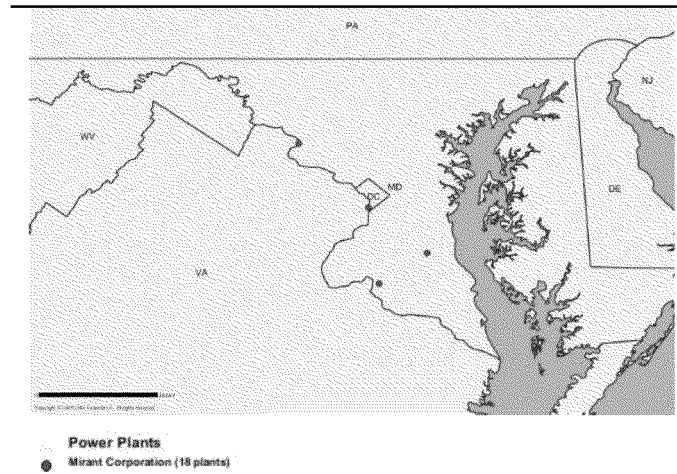 PA
NJ
WV
MD
DC
DE
VA
Power Plants
Mirant Corporation (18 plants)